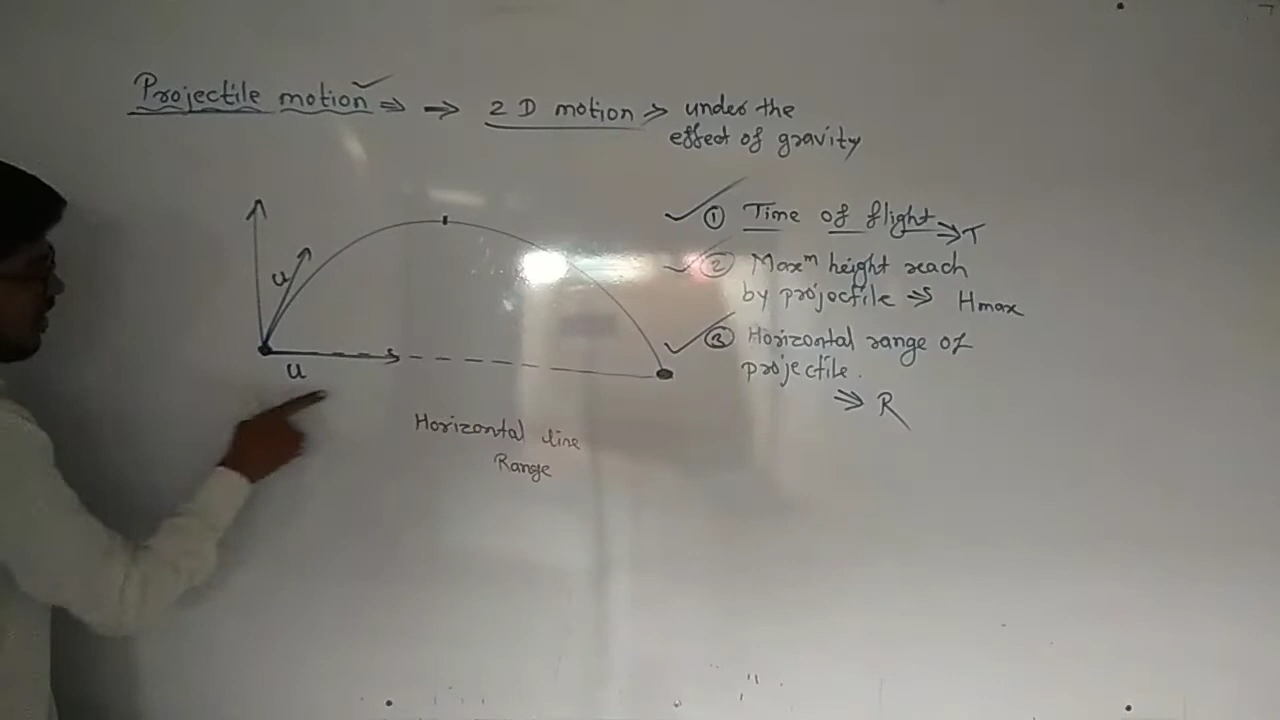 Projectile motion ⇒ → 2 D motion > under the
effect of gravity
① Time of flight ⇒ T
② Maxᵐ height reach
by projectile ⇒ Hmax
③ Horizontal range of
projectile.
⇒ R
u
u
Horizontal line
Range